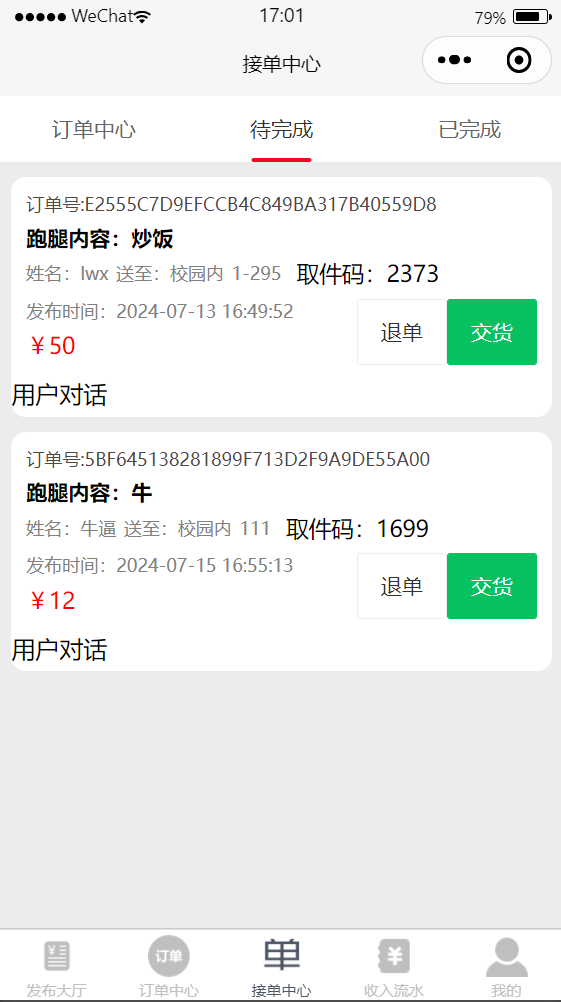 WeChat 17:01 79%
接单中心
订单中心 待完成 已完成
订单号:E2555C7D9EFCCB4C849BA317B40559D8
跑腿内容：炒饭
姓名：lwx 送至：校园内 1-295 取件码：2373
发布时间：2024-07-13 16:49:52
退单 交货
￥50
用户对话
订单号:5BF645138281899F713D2F9A9DE55A00
跑腿内容：牛
姓名：牛逼 送至：校园内 111 取件码：1699
发布时间：2024-07-15 16:55:13
退单 交货
￥12
用户对话
订单 单
发布大厅 订单中心 接单中心 收入流水 我的